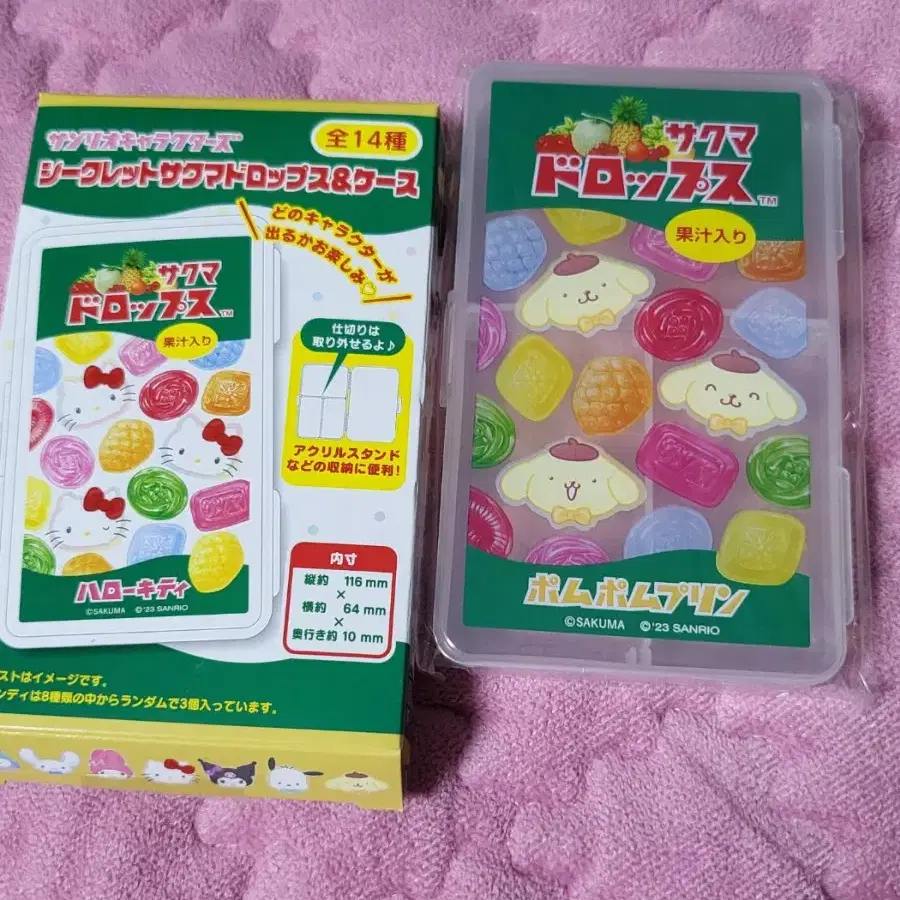 サンリオキャラクターズ
全14種
シークレットサクマドロップス&ケース
どのキャラクターが
出るかお楽しみ♡
サクマ
ドロップス™
果汁入り
仕切りは
取り外せるよ♪
アクリルスタンド
などの収納に便利!
内寸
縦約 116mm
×
横約 64mm
×
奥行き約 10mm
ハローキティ
©SAKUMA ©'23 SANRIO
ストはイメージです。
ンディは8種類の中からランダムで3個入っています。
サクマ
ドロップス™
果汁入り
ポムポムプリン
©SAKUMA ©'23 SANRIO